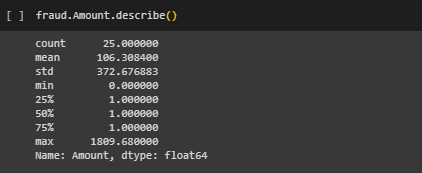 [ ] fraud.Amount.describe()
count 25.000000
mean 106.308400
std 372.676883
min 0.000000
25% 1.000000
50% 1.000000
75% 1.000000
max 1809.680000
Name: Amount, dtype: float64